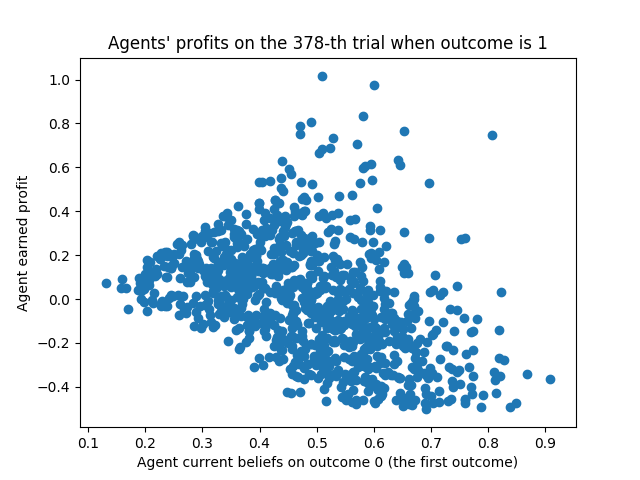 Agents' profits on the 378-th trial when outcome is 1
1.0
0.8
0.6
0.4
0.2
0.0
−0.2
−0.4
Agent earned profit
0.1 0.2 0.3 0.4 0.5 0.6 0.7 0.8 0.9
Agent current beliefs on outcome 0 (the first outcome)